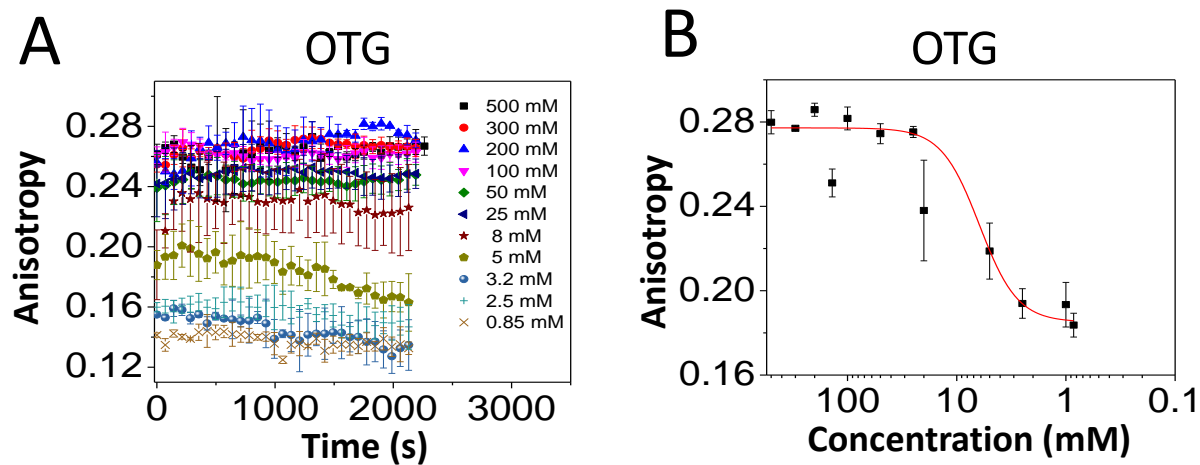 A
OTG
Anisotropy
0.28
0.24
0.20
0.16
0.12
0
1000
2000
3000
Time (s)
500 mM
300 mM
200 mM
100 mM
50 mM
25 mM
8 mM
5 mM
3.2 mM
2.5 mM
0.85 mM
B
OTG
Anisotropy
0.28
0.24
0.20
0.16
100
10
1
0.1
Concentration (mM)